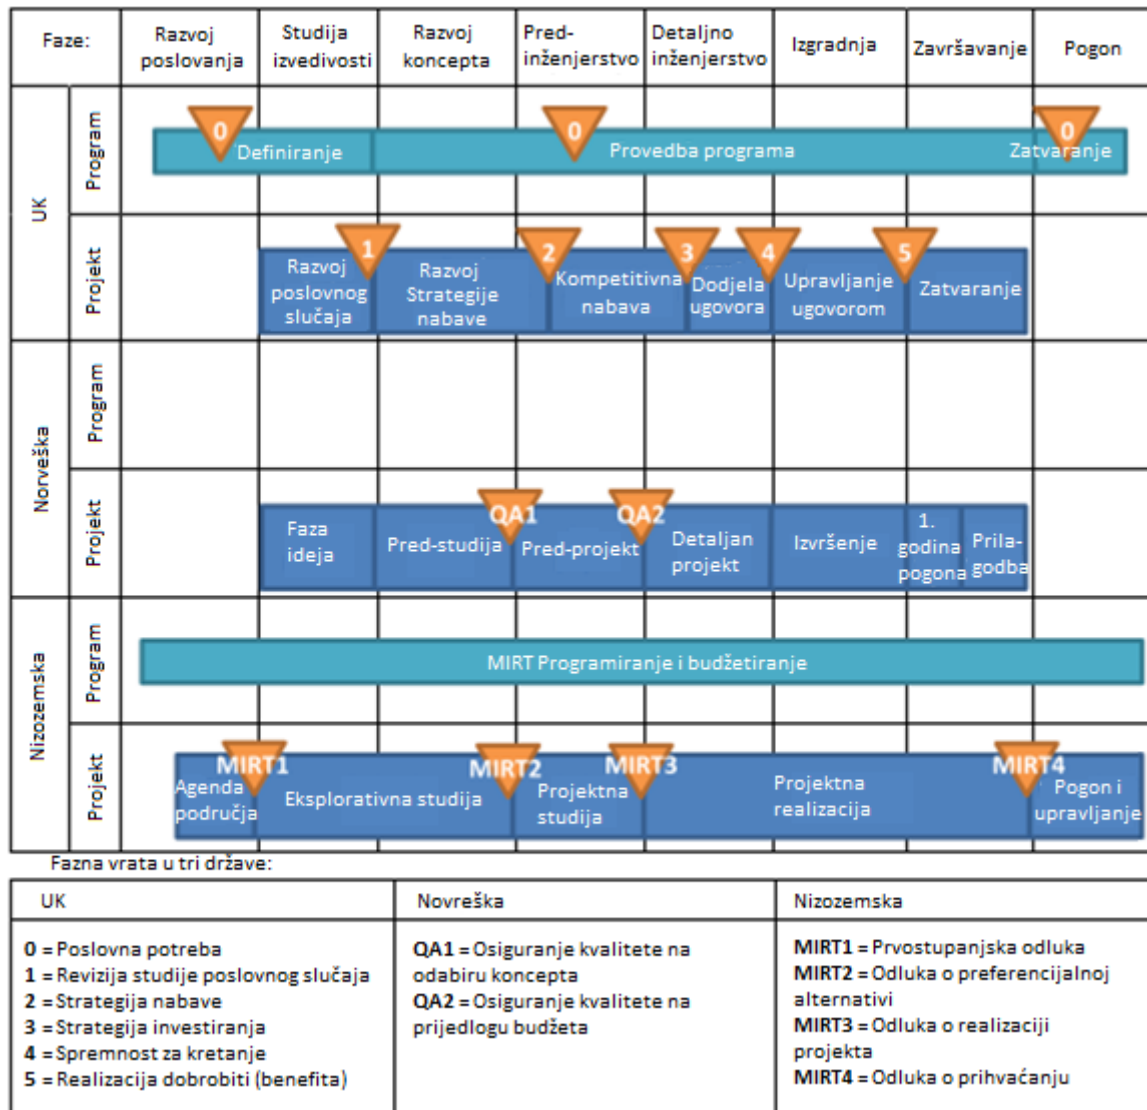 Faze:
Razvoj
poslovanja
Studija
izvedivosti
Razvoj
koncepta
Pred-
inženjerstvo
Detaljno
inženjerstvo
Izgradnja
Završavanje
Pogon
UK
Program
0
0
0
Definiranje
Provedba programa
Zatvaranje
Projekt
1
2
3
4
5
Razvoj
poslovnog
slučaja
Razvoj
Strategije
nabave
Kompetitivna
nabava
Dodjela
ugovora
Upravljanje
ugovorom
Zatvaranje
Norveška
Program
Projekt
QA1
QA2
Faza
ideja
Pred-studija
Pred-projekt
Detaljan
projekt
Izvršenje
1.
godina
pogona
Prila-
godba
Nizozemska
Program
MIRT Programiranje i budžetiranje
Projekt
MIRT1
MIRT2
MIRT3
MIRT4
Agenda
područja
Eksplorativna studija
Projektna
studija
Projektna
realizacija
Pogon i
upravljanje
Fazna vrata u tri države:
UK
0 = Poslovna potreba
1 = Revizija studije poslovnog slučaja
2 = Strategija nabave
3 = Strategija investiranja
4 = Spremnost za kretanje
5 = Realizacija dobrobiti (benefita)
Novreška
QA1 = Osiguranje kvalitete na
odabiru koncepta
QA2 = Osiguranje kvalitete na
prijedlogu budžeta
Nizozemska
MIRT1 = Prvostupanjska odluka
MIRT2 = Odluka o preferencijalnoj
alternativi
MIRT3 = Odluka o realizaciji
projekta
MIRT4 = Odluka o prihvaćanju